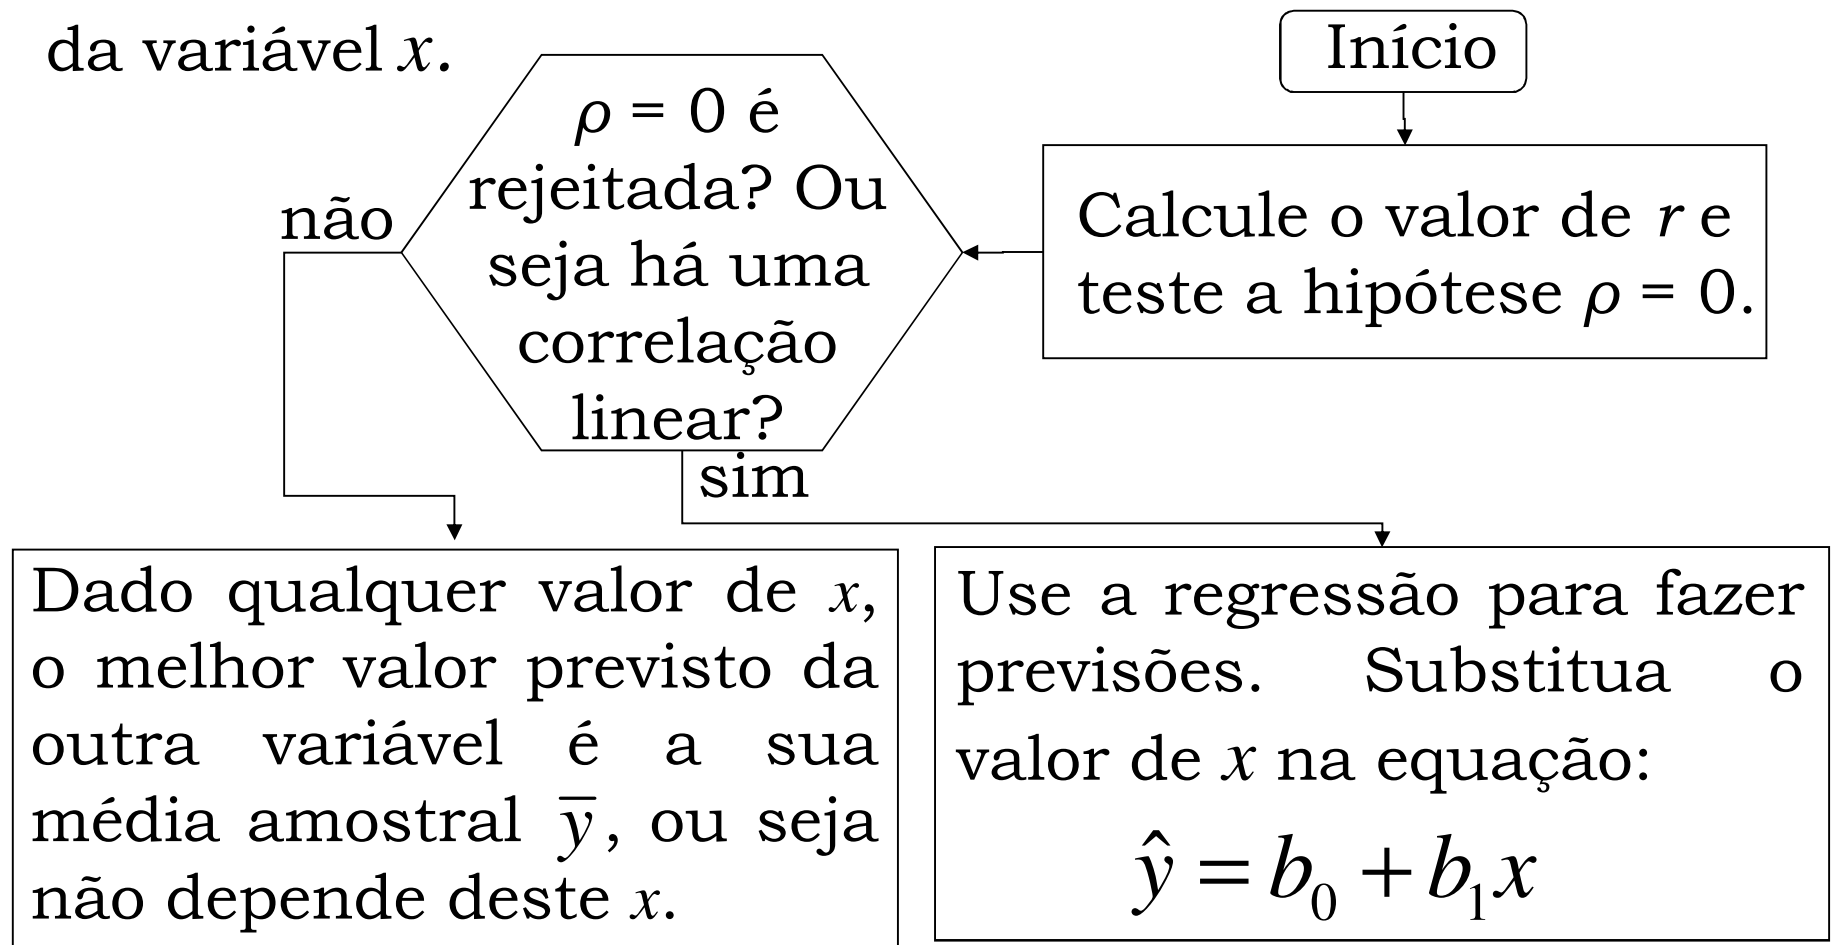 da variável x.
Início
Calcule o valor de r e
teste a hipótese ρ = 0.
ρ = 0 é
rejeitada? Ou
seja há uma
correlação
linear?
não
sim
Dado qualquer valor de x,
o melhor valor previsto da
outra variável é a sua
média amostral y̅, ou seja
não depende deste x.
Use a regressão para fazer
previsões. Substitua o
valor de x na equação:
ŷ = b₀ + b₁x